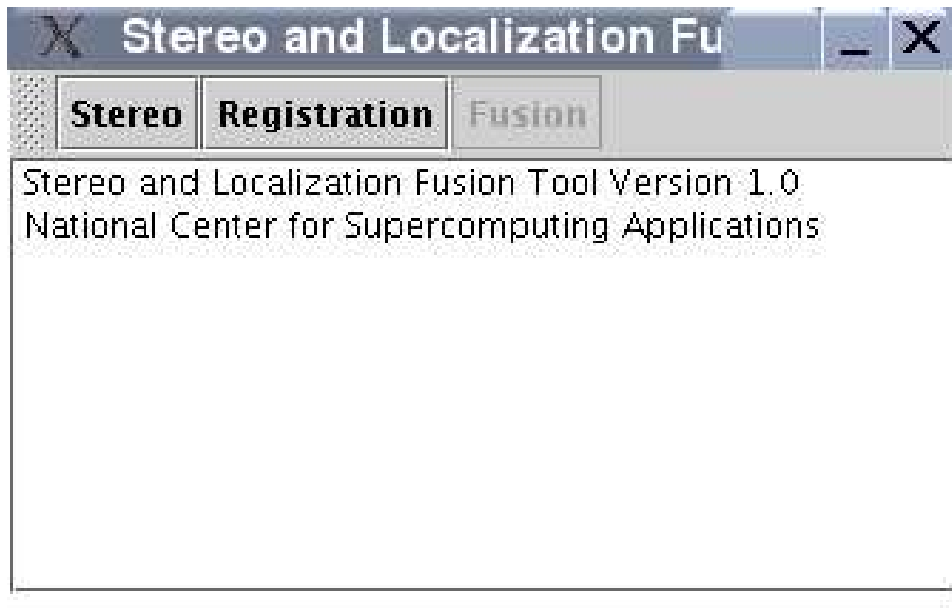 Stereo and Localization Fu
Stereo Registration Fusion
Stereo and Localization Fusion Tool Version 1.0
National Center for Supercomputing Applications